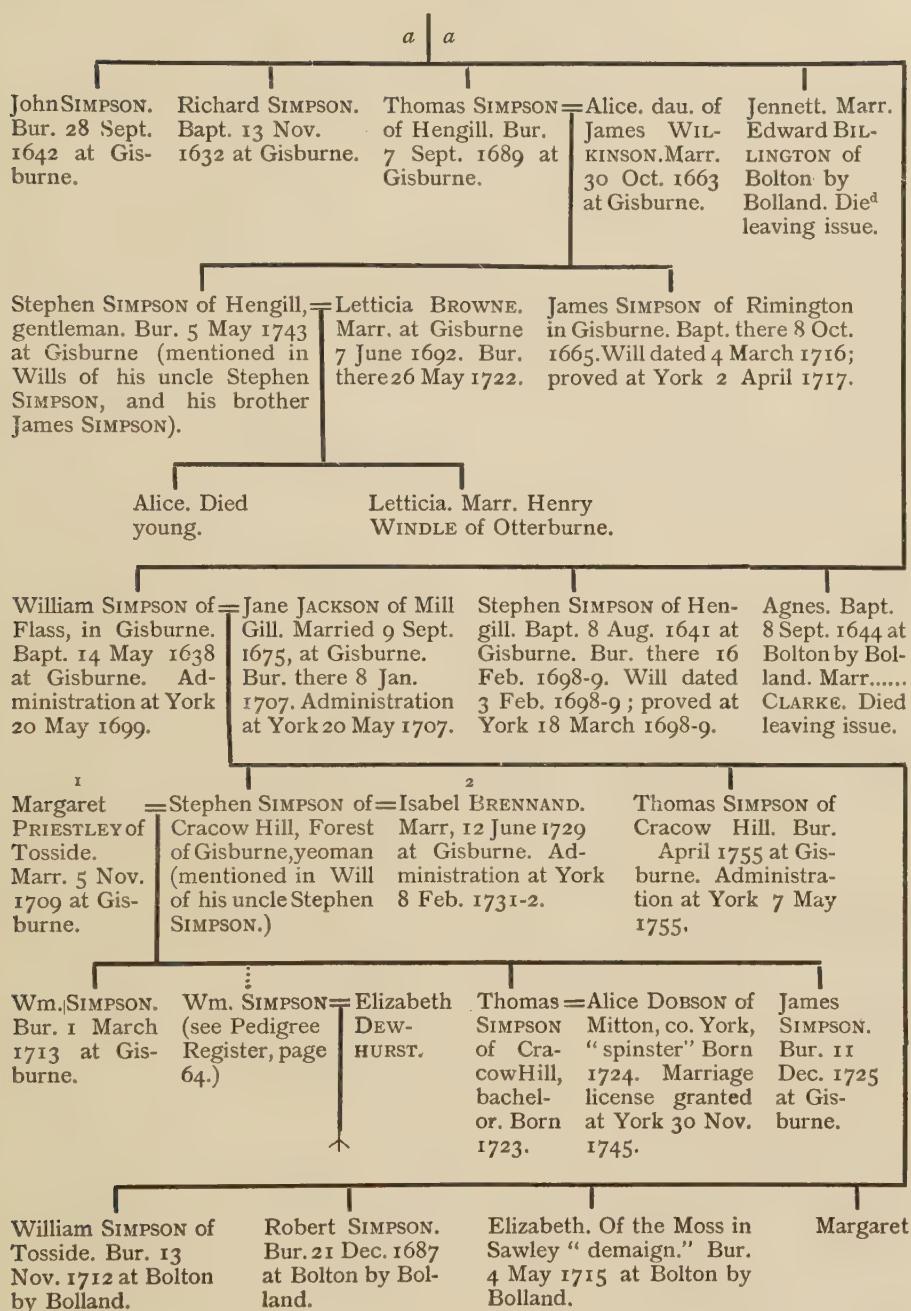 a a
John SIMPSON.
Bur. 28 Sept.
1642 at Gis-
burne.
Richard SIMPSON.
Bapt. 13 Nov.
1632 at Gisburne.
Thomas SIMPSON=
of Hengill. Bur.
7 Sept. 1689 at
Gisburne.
Alice. dau. of
James WIL-
KINSON. Marr.
30 Oct. 1663
at Gisburne.
Jennett. Marr.
Edward BIL-
LINGTON of
Bolton by
Bolland. Died
leaving issue.
Stephen SIMPSON of Hengill,=
gentleman. Bur. 5 May 1743
at Gisburne (mentioned in
Wills of his uncle Stephen
SIMPSON, and his brother
James SIMPSON).
Letticia BROWNE.
Marr. at Gisburne
7 June 1692. Bur.
there 26 May 1722.
James SIMPSON of Rimington
in Gisburne. Bapt. there 8 Oct.
1665. Will dated 4 March 1716;
proved at York 2 April 1717.
Alice. Died
young.
Letticia. Marr. Henry
WINDLE of Otterburne.
William SIMPSON of=
Flass, in Gisburne.
Bapt. 14 May 1638
at Gisburne. Ad-
ministration at York
20 May 1699.
Jane JACKSON of Mill
Gill. Married 9 Sept.
1675, at Gisburne.
Bur. there 8 Jan.
1707. Administration
at York 20 May 1707.
Stephen SIMPSON of Hen-
gill. Bapt. 8 Aug. 1641 at
Gisburne. Bur. there 16
Feb. 1698-9. Will dated
3 Feb. 1698-9 ; proved at
York 18 March 1698-9.
Agnes. Bapt.
8 Sept. 1644 at
Bolton by Bol-
land. Marr......
CLARKE. Died
leaving issue.
1
Margaret =
PRIESTLEY of
Tosside.
Marr. 5 Nov.
1709 at Gis-
burne.
Stephen SIMPSON of=
Cracow Hill, Forest
of Gisburne, yeoman
(mentioned in Will
of his uncle Stephen
SIMPSON.)
2
Isabel BRENNAND.
Marr, 12 June 1729
at Gisburne. Ad-
ministration at York
8 Feb. 1731-2.
Thomas SIMPSON of
Cracow Hill. Bur.
April 1755 at Gis-
burne. Administra-
tion at York 7 May
1755.
Wm. SIMPSON.
Bur. 1 March
1713 at Gis-
burne.
Wm. SIMPSON=
(see Pedigree
Register, page
64.)
Elizabeth
DEW-
HURST.
Thomas =
SIMPSON
of Cra-
cow Hill,
bachel-
or. Born
1723.
Alice DOBSON of
Mitton, co. York,
"spinster" Born
1724. Marriage
license granted
at York 30 Nov.
1745.
James
SIMPSON.
Bur. 11
Dec. 1725
at Gis-
burne.
William SIMPSON of
Tosside. Bur. 13
Nov. 1712 at Bolton
by Bolland.
Robert SIMPSON.
Bur. 21 Dec. 1687
at Bolton by Bol-
land.
Elizabeth. Of the Moss in
Sawley "demaign." Bur.
4 May 1715 at Bolton by
Bolland.
Margaret